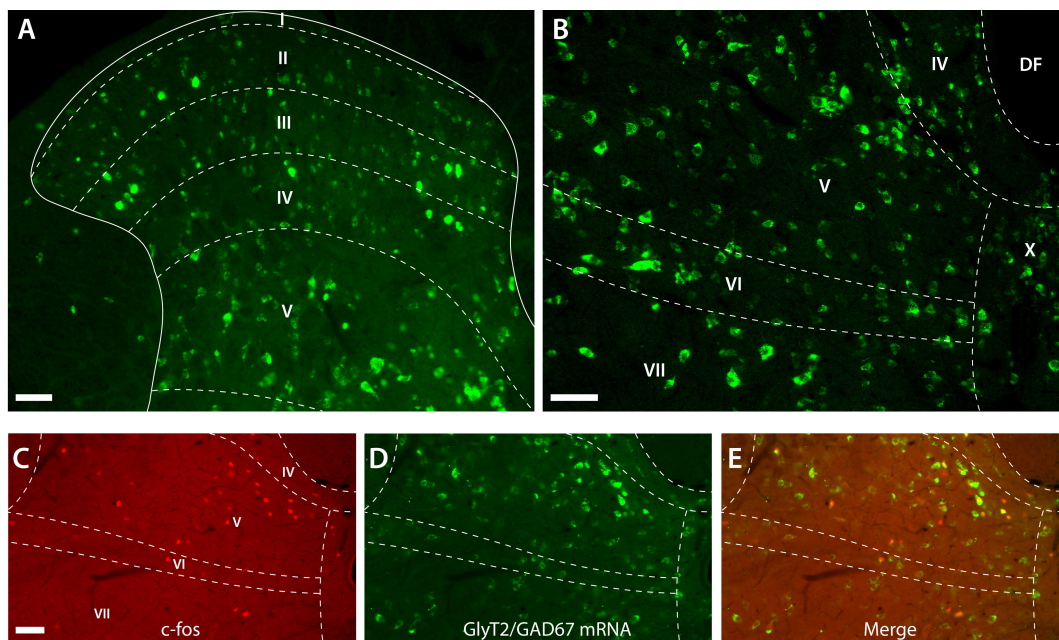 A
I
II
III
IV
V
B
IV
DF
V
X
VI
VII
C
IV
V
VI
VII
c-fos
D
GlyT2/GAD67 mRNA
E
Merge